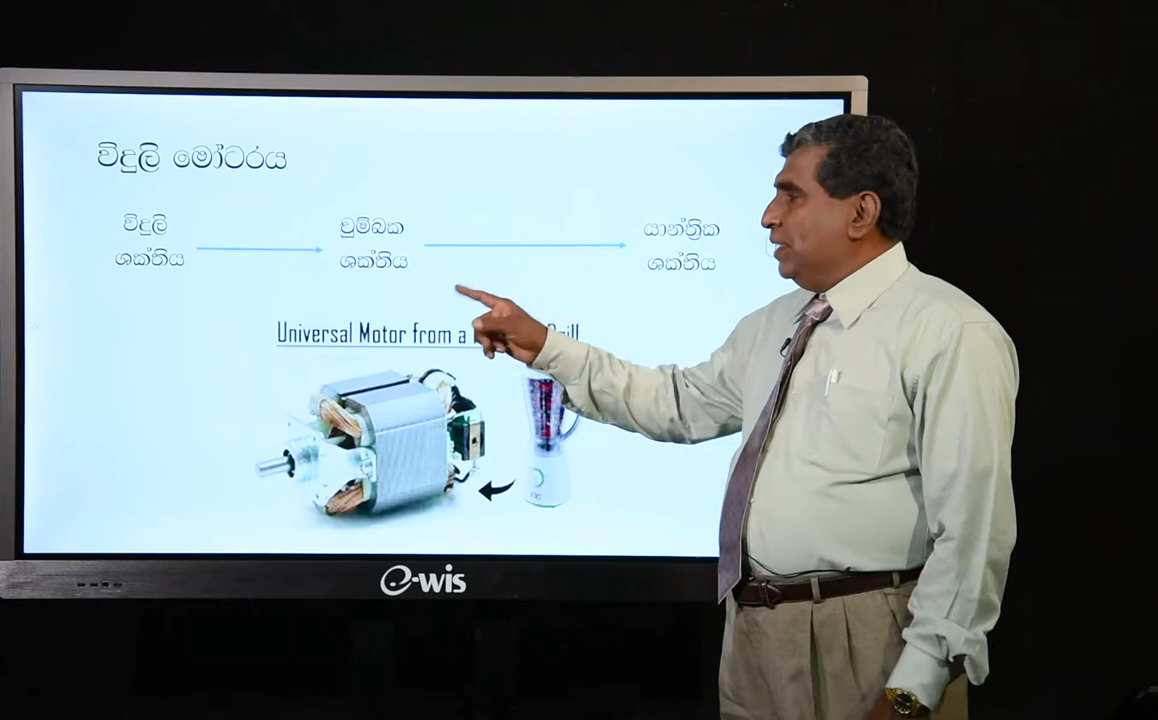 විදුලි මෝටරය
විදුලි ශක්තිය
චුම්බක ශක්තිය
යාන්ත්‍රික ශක්තිය
Universal Motor from a
e-wis